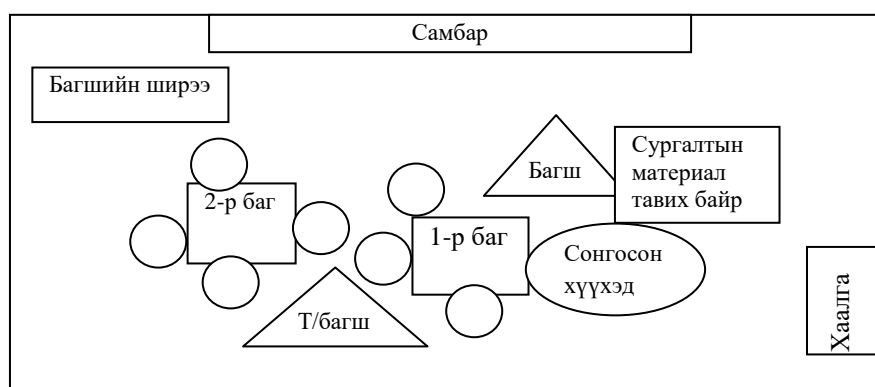 Самбар
Багшийн ширээ
Багш
Сургалтын
материал
тавих байр
2-р баг
1-р баг
Сонгосон
хүүхэд
Т/багш
Хаалга